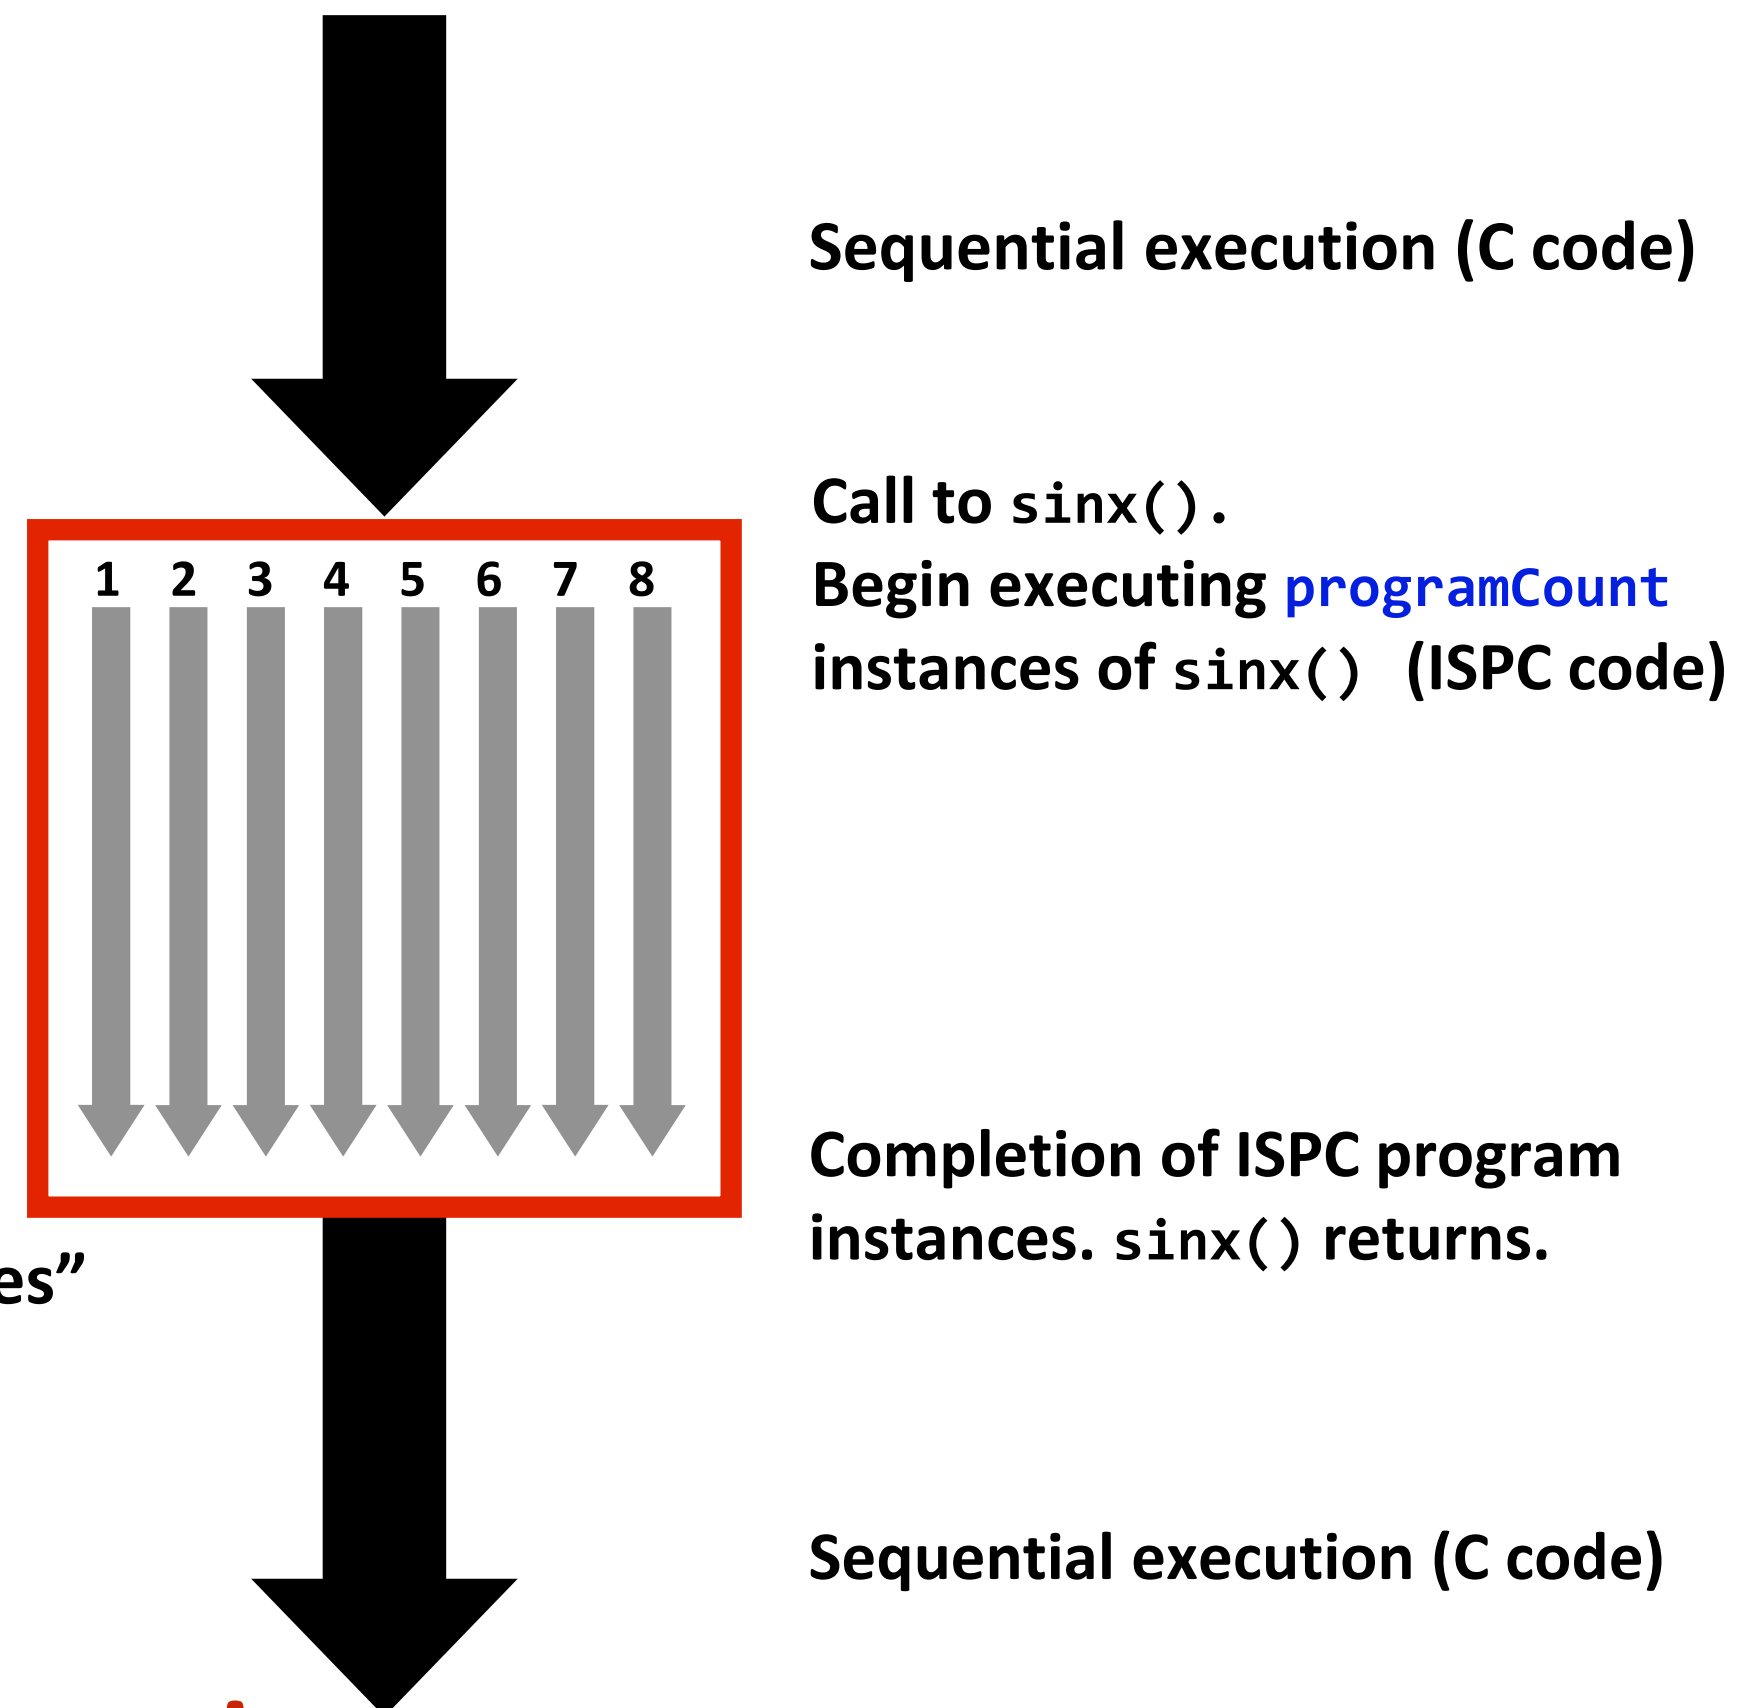 Sequential execution (C code)
Call to sinx().
1 2 3 4 5 6 7 8
Begin executing programCount
instances of sinx() (ISPC code)
Completion of ISPC program
instances. sinx() returns.
es”
Sequential execution (C code)